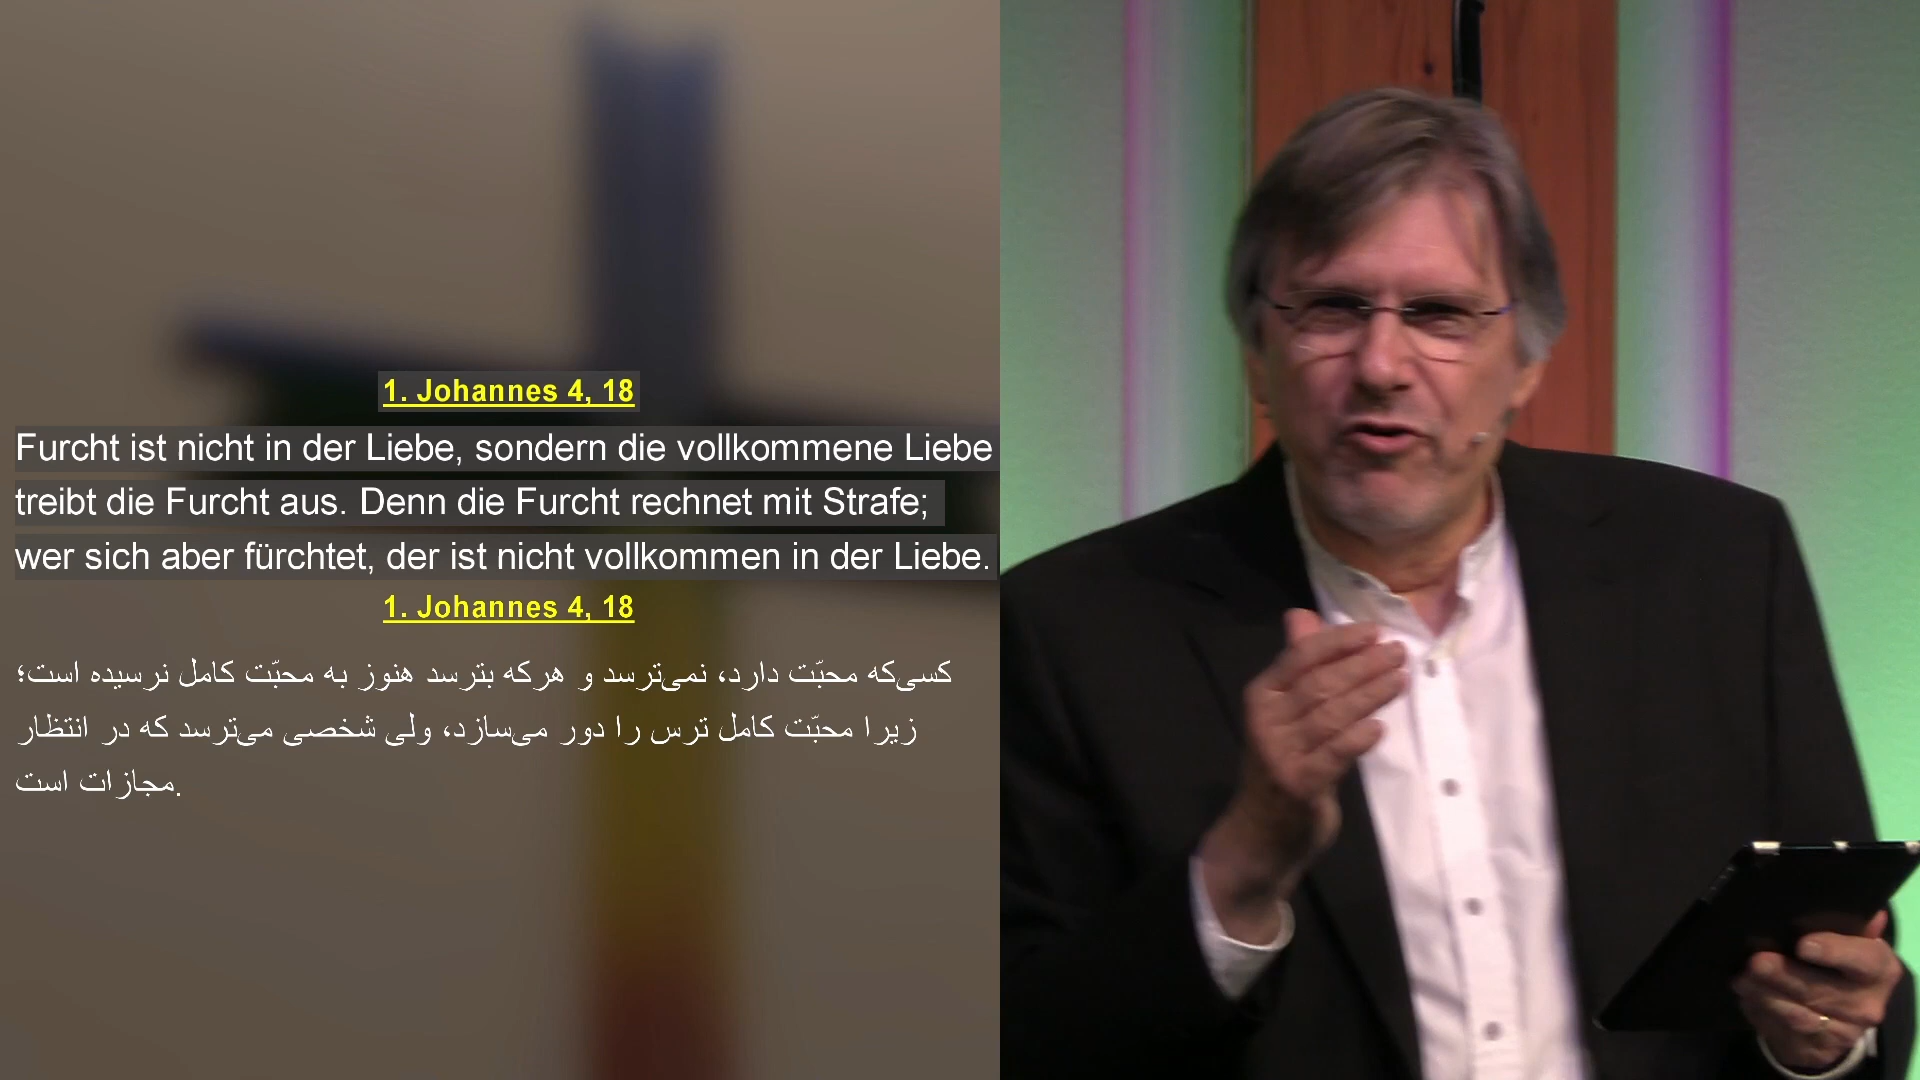 1. Johannes 4, 18
Furcht ist nicht in der Liebe, sondern die vollkommene Liebe
treibt die Furcht aus. Denn die Furcht rechnet mit Strafe;
wer sich aber fürchtet, der ist nicht vollkommen in der Liebe.
1. Johannes 4, 18
کسی‌که محبّت دارد، نمی‌ترسد و هرکه بترسد هنوز به محبّت کامل نرسیده است؛
زیرا محبّت کامل ترس را دور می‌سازد، ولی شخصی می‌ترسد که در انتظار
مجازات است.